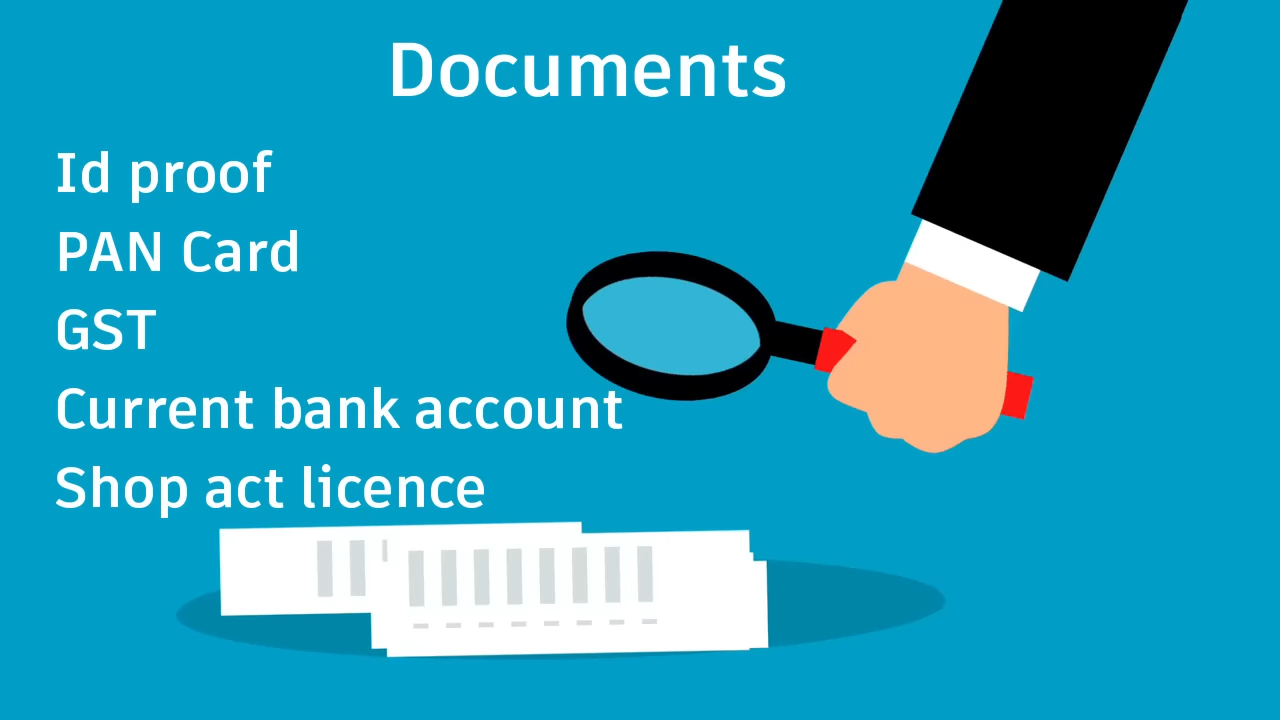 Documents
Id proof
PAN Card
GST
Current bank account
Shop act licence